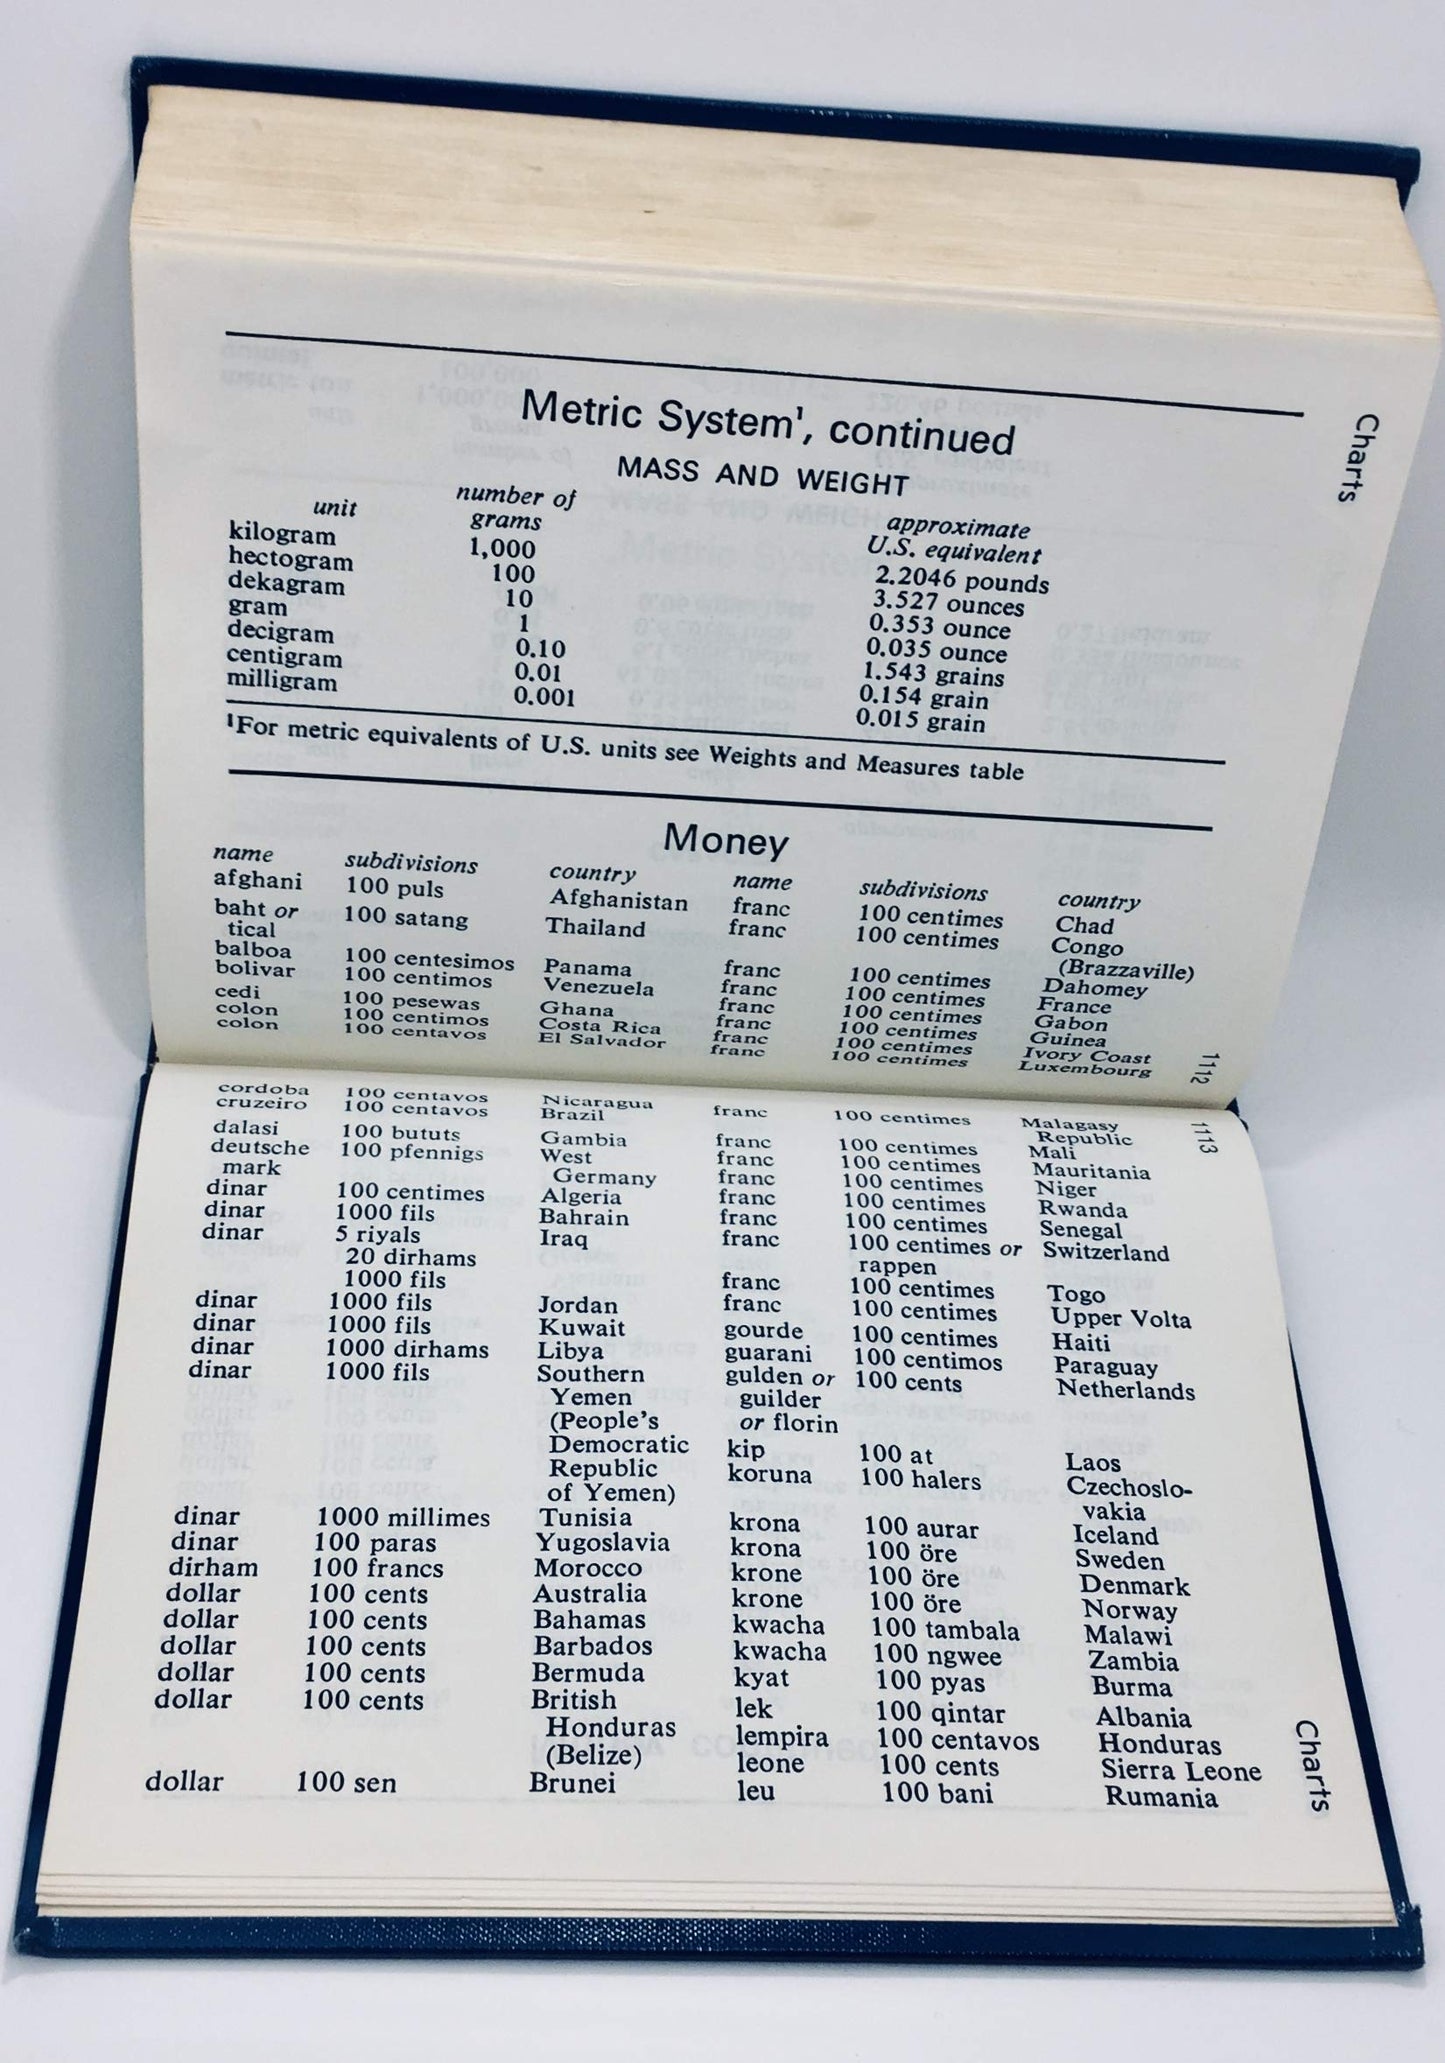 Charts
Metric System¹, continued
MASS AND WEIGHT
unit number of grams approximate U.S. equivalent
kilogram 1,000 2.2046 pounds
hectogram 100 3.527 ounces
dekagram 10 0.353 ounce
gram 1 0.035 ounce
decigram 0.10 1.543 grains
centigram 0.01 0.154 grain
milligram 0.001 0.015 grain
¹For metric equivalents of U.S. units see Weights and Measures table
Money
name subdivisions country name subdivisions country
afghani 100 puls Afghanistan franc 100 centimes Chad
baht or 100 satang Thailand franc 100 centimes Congo
tical (Brazzaville)
balboa 100 centesimos Panama franc 100 centimes Dahomey
bolivar 100 centimos Venezuela franc 100 centimes France
cedi 100 pesewas Ghana franc 100 centimes Gabon
colon 100 centimos Costa Rica franc 100 centimes Guinea
colon 100 centavos El Salvador franc 100 centimes Ivory Coast
franc 100 centimes Luxembourg
1112
1113
cordoba 100 centavos Nicaragua franc 100 centimes Malagasy
cruzeiro 100 centavos Brazil Republic
dalasi 100 bututs Gambia franc 100 centimes Mali
deutsche 100 pfennigs West franc 100 centimes Mauritania
mark Germany franc 100 centimes Niger
dinar 100 centimes Algeria franc 100 centimes Rwanda
dinar 1000 fils Bahrain franc 100 centimes Senegal
dinar 5 riyals Iraq franc 100 centimes or Switzerland
20 dirhams rappen
1000 fils franc 100 centimes Togo
dinar 1000 fils Jordan franc 100 centimes Upper Volta
dinar 1000 fils Kuwait gourde 100 centimes Haiti
dinar 1000 dirhams Libya guarani 100 centimos Paraguay
dinar 1000 fils Southern gulden or 100 cents Netherlands
Yemen guilder
(People's or florin
Democratic kip 100 at Laos
Republic koruna 100 halers Czechoslo-
of Yemen) vakia
dinar 1000 millimes Tunisia krona 100 aurar Iceland
dinar 100 paras Yugoslavia krona 100 öre Sweden
dirham 100 francs Morocco krone 100 öre Denmark
dollar 100 cents Australia krone 100 öre Norway
dollar 100 cents Bahamas kwacha 100 tambala Malawi
dollar 100 cents Barbados kwacha 100 ngwee Zambia
dollar 100 cents Bermuda kyat 100 pyas Burma
dollar 100 cents British lek 100 qintar Albania
Honduras lempira 100 centavos Honduras
(Belize) leone 100 cents Sierra Leone
dollar 100 sen Brunei leu 100 bani Rumania
Charts